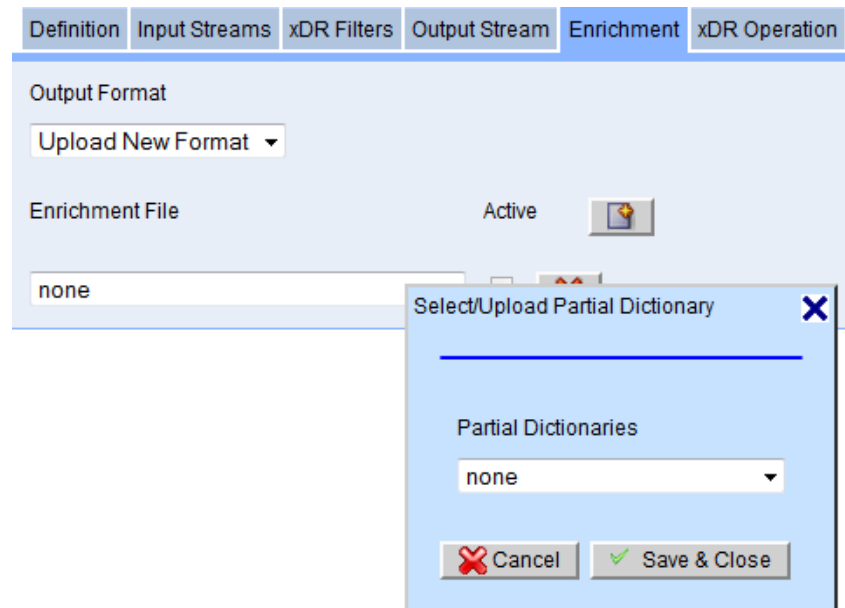 Definition Input Streams xDR Filters Output Stream Enrichment xDR Operation
Output Format
Upload New Format
Enrichment File Active
none
Select/Upload Partial Dictionary
Partial Dictionaries
none
Cancel Save & Close